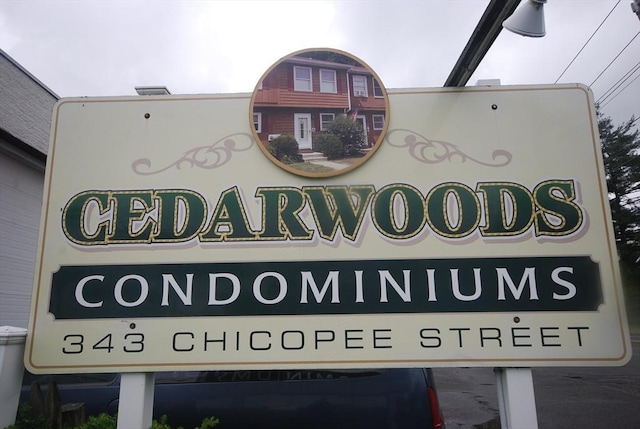 CEDARWOODS
CONDOMINIUMS
343 CHICOPEE STREET